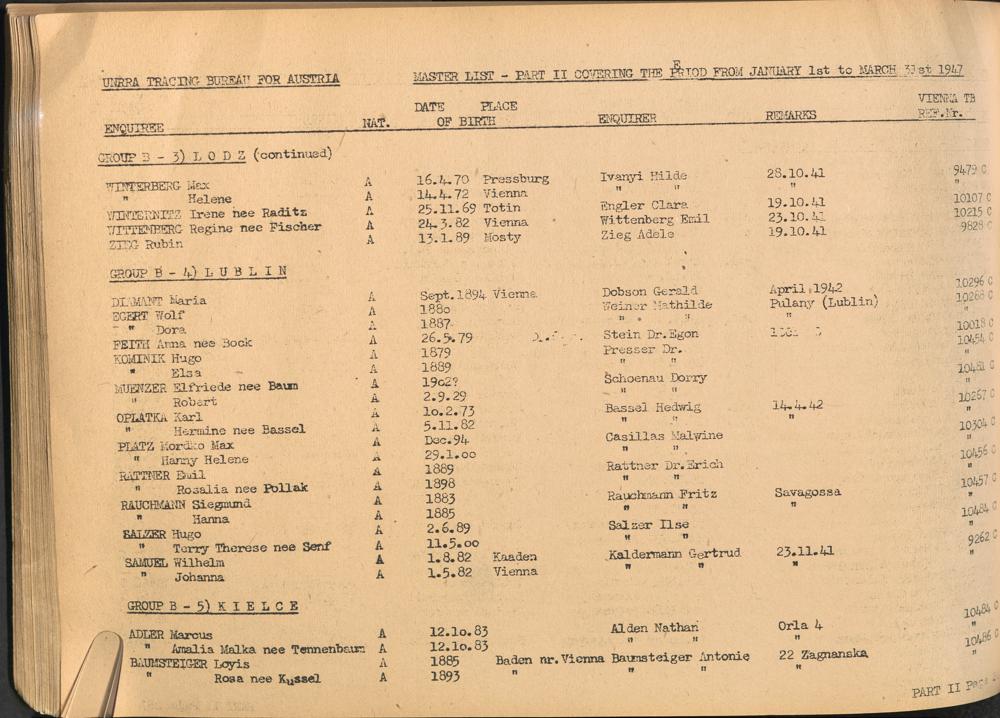 UNRRA TRACING BUREAU FOR AUSTRIA MASTER LIST - PART II COVERING THE PERIOD FROM JANUARY 1st to MARCH 31st 1947
ENQUIREE NAT. DATE PLACE OF BIRTH ENQUIRER REMARKS VIENNA TB REF.Nr.
GROUP B - 3) L O D Z (continued)
WINTERBERG Max A 16.4.70 Pressburg Ivanyi Hilde 28.10.41 9479 C
" Helene A 14.4.72 Vienna " " " "
WINTERNITZ Irene nee Raditz A 25.11.69 Totin Engler Clara 19.10.41 10107 C
WITTENBERG Regine nee Fischer A 24.3.82 Vienna Wittenberg Emil 23.10.41 10215 C
ZIEG Rubin A 13.1.89 Mosty Zieg Adele 19.10.41 9828 C
GROUP B - 4) L U B L I N
DIAMANT Maria A Sept.1894 Vienna Dobson Gerald April 1942 10296 C
EGERT Wolf A 1880 Weiner Mathilde Pulany (Lublin) 10268 C
" Dora A 1887 " " " "
FEITH Anna nee Bock A 26.5.79 Stein Dr.Egon 10018 C
KOMINIK Hugo A 1879 Presser Dr. 10454 C
" Elsa A 1889 " " "
MUENZER Elfriede nee Baum A 1902? Schoenau Dorry 10481 C
" Robert A 2.9.29 " " "
OPLATKA Karl A 1o.2.73 Bassel Hedwig 14.4.42 10267 C
" Hermine nee Bassel A 5.11.82 " " " "
PLATZ Mordko Max A Dec.94 Casillas Malwine 10304 C
" Hanny Helene A 29.1.oo " " "
RATTNER Emil A 1889 Rattner Dr.Erich 10456 C
" Rosalia nee Pollak A 1898 " " "
RAUCHMANN Siegmund A 1883 Rauchmann Fritz Savagossa 10457 C
" Hanna A 1885 " " " "
SALZER Hugo A 2.6.89 Salzer Ilse 10484 C
" Terry Therese nee Senf A 11.5.oo " " "
SAMUEL Wilhelm A 1.8.82 Kaaden Kaldermann Gertrud 23.11.41 9262 C
" Johanna A 1.5.82 Vienna " " " "
GROUP B - 5) K I E L C E
ADLER Marcus A 12.1o.83 Alden Nathan Orla 4 10484 C
" Amalia Malka nee Tennenbaum A 12.1o.83 " " " "
BAUMSTEIGER Loyis A 1885 Baden nr.Vienna Baumsteiger Antonie 22 Zagnanska 10486 C
" Rosa nee Kussel A 1893 " " " " "
PART II